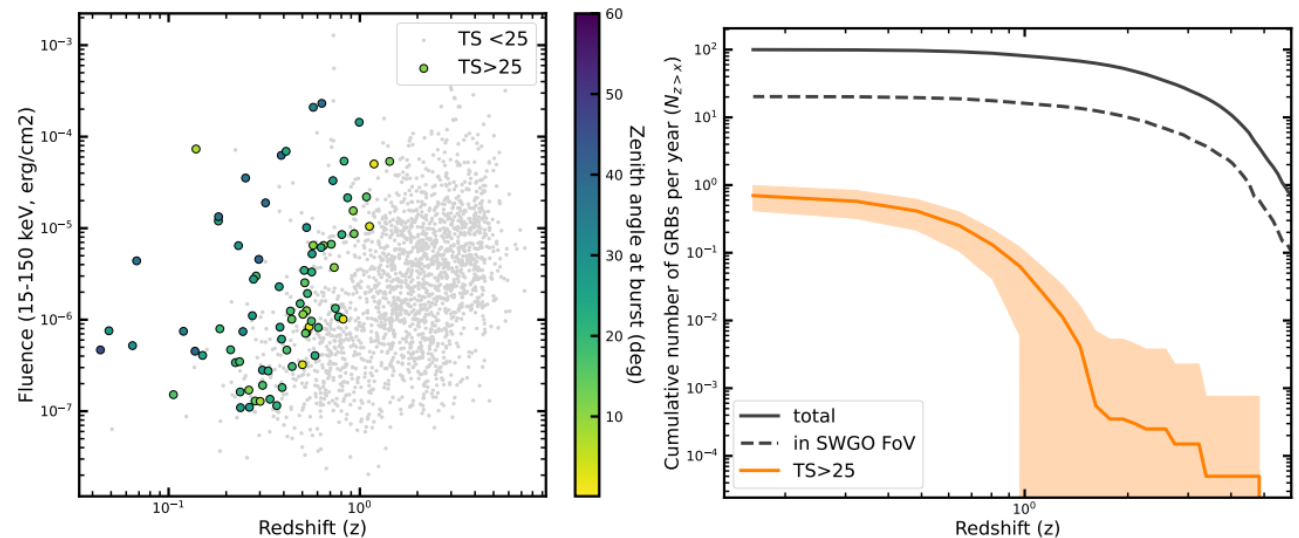 TS <25
TS>25
10⁻³
10⁻⁴
10⁻⁵
10⁻⁶
10⁻⁷
Fluence (15-150 keV, erg/cm2)
10⁻¹
10⁰
Redshift (z)
60
50
40
30
20
10
Zenith angle at burst (deg)
10²
10¹
10⁰
10⁻¹
10⁻²
10⁻³
10⁻⁴
Cumulative number of GRBs per year (N_{z>x})
total
in SWGO FoV
TS>25
10⁰
Redshift (z)